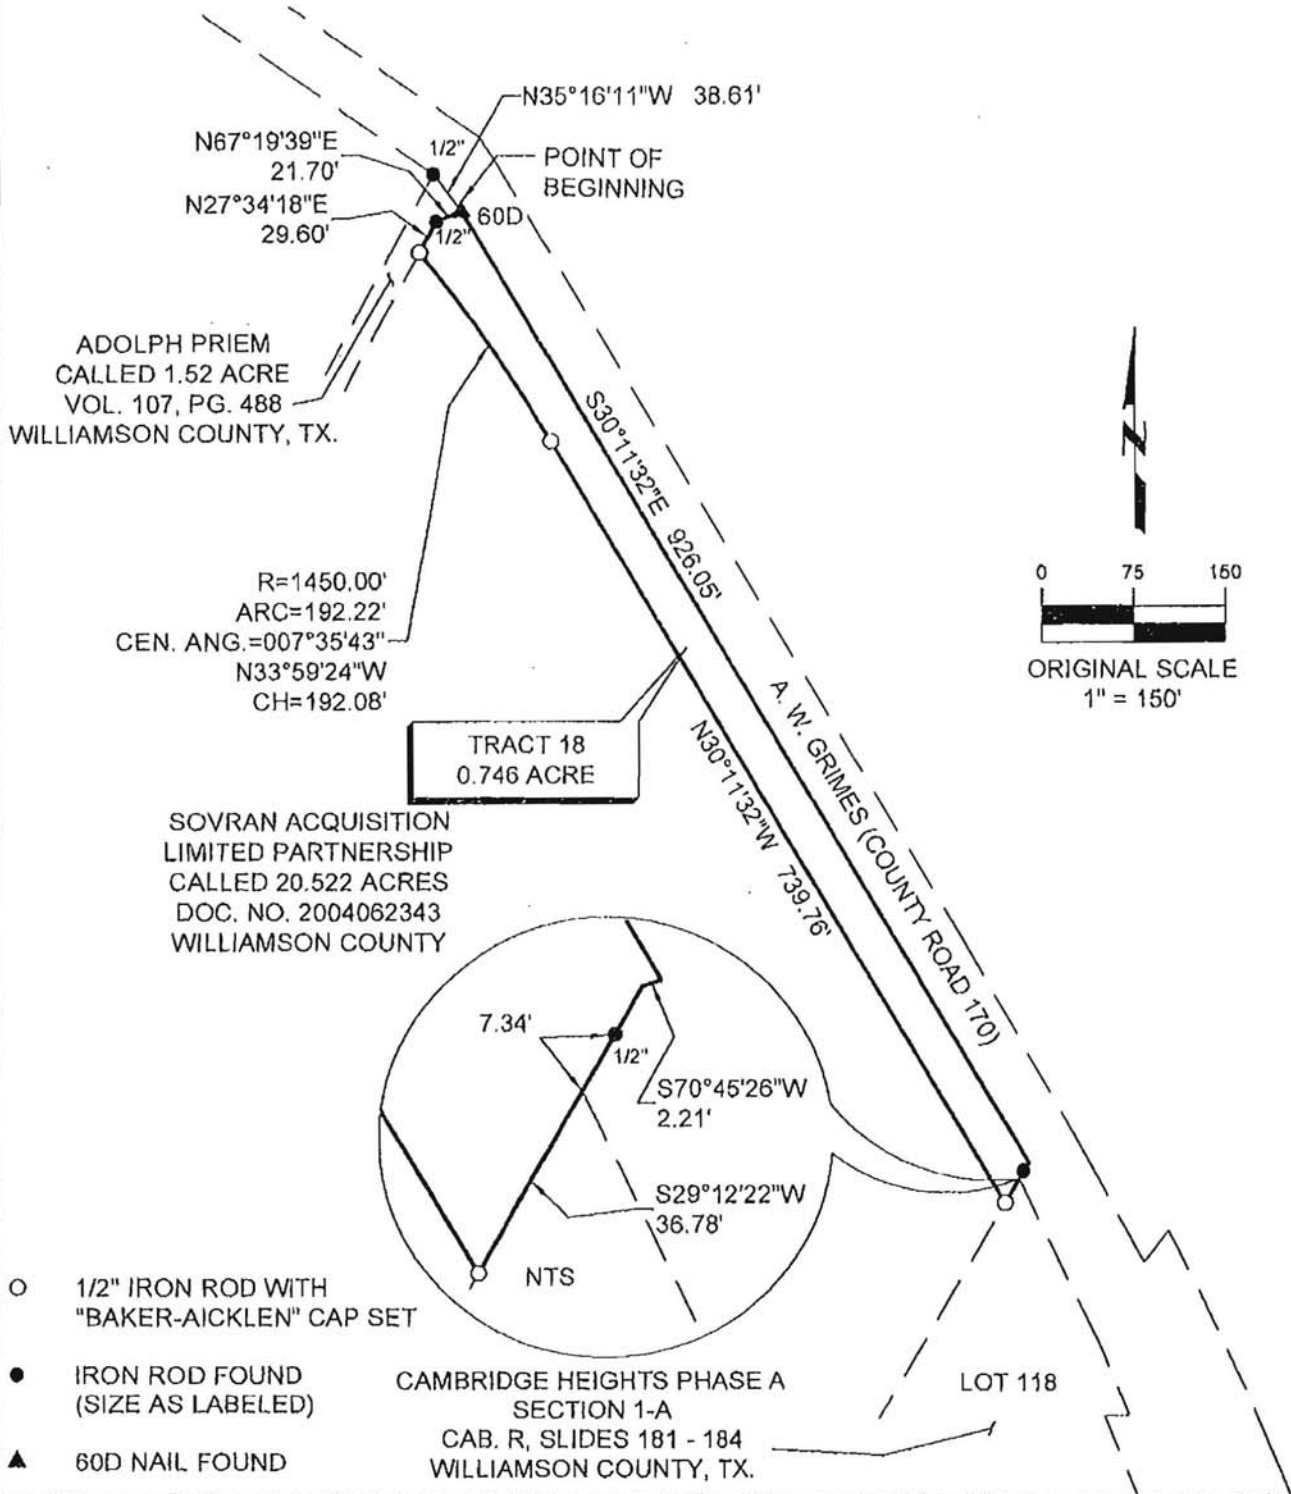 N35°16'11"W 38.61'
N67°19'39"E
21.70'
1/2"
POINT OF
BEGINNING
N27°34'18"E
29.60'
1/2"
60D
ADOLPH PRIEM
CALLED 1.52 ACRE
VOL. 107, PG. 488
WILLIAMSON COUNTY, TX.
S30°11'32"E 926.05'
R=1450.00'
ARC=192.22'
CEN. ANG.=007°35'43"
N33°59'24"W
CH=192.08'
N
0 75 150
ORIGINAL SCALE
1" = 150'
TRACT 18
0.746 ACRE
N30°11'32"W 739.76'
A. W. GRIMES (COUNTY ROAD 170)
SOVRAN ACQUISITION
LIMITED PARTNERSHIP
CALLED 20.522 ACRES
DOC. NO. 2004062343
WILLIAMSON COUNTY
7.34'
1/2"
S70°45'26"W
2.21'
S29°12'22"W
36.78'
NTS
1/2" IRON ROD WITH
"BAKER-AICKLEN" CAP SET
IRON ROD FOUND
(SIZE AS LABELED)
60D NAIL FOUND
CAMBRIDGE HEIGHTS PHASE A
SECTION 1-A
CAB. R, SLIDES 181 - 184
WILLIAMSON COUNTY, TX.
LOT 118